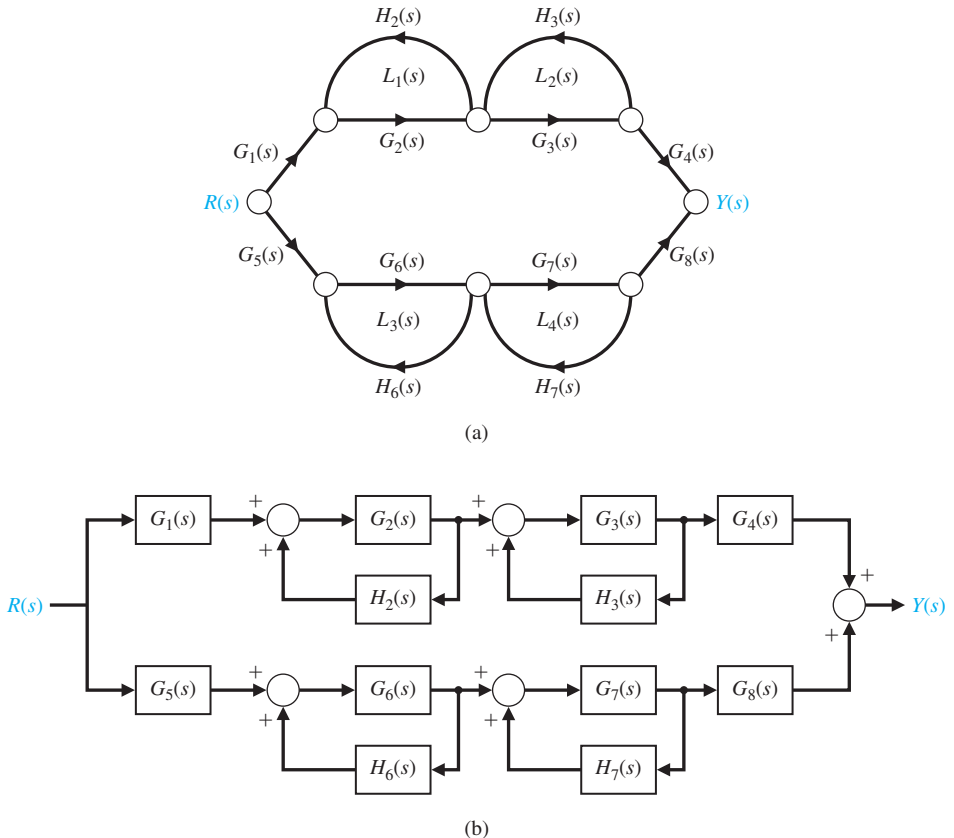 H₂(s) H₃(s)
L₁(s) L₂(s)
G₂(s) G₃(s)
G₁(s) G₄(s)
R(s) Y(s)
G₅(s) G₈(s)
G₆(s) G₇(s)
L₃(s) L₄(s)
H₆(s) H₇(s)
(a)
G₁(s) + G₂(s) + G₃(s) G₄(s)
+ +
H₂(s) H₃(s) +
R(s) Y(s)
+
G₅(s) + G₆(s) + G₇(s) G₈(s)
+ +
H₆(s) H₇(s)
(b)